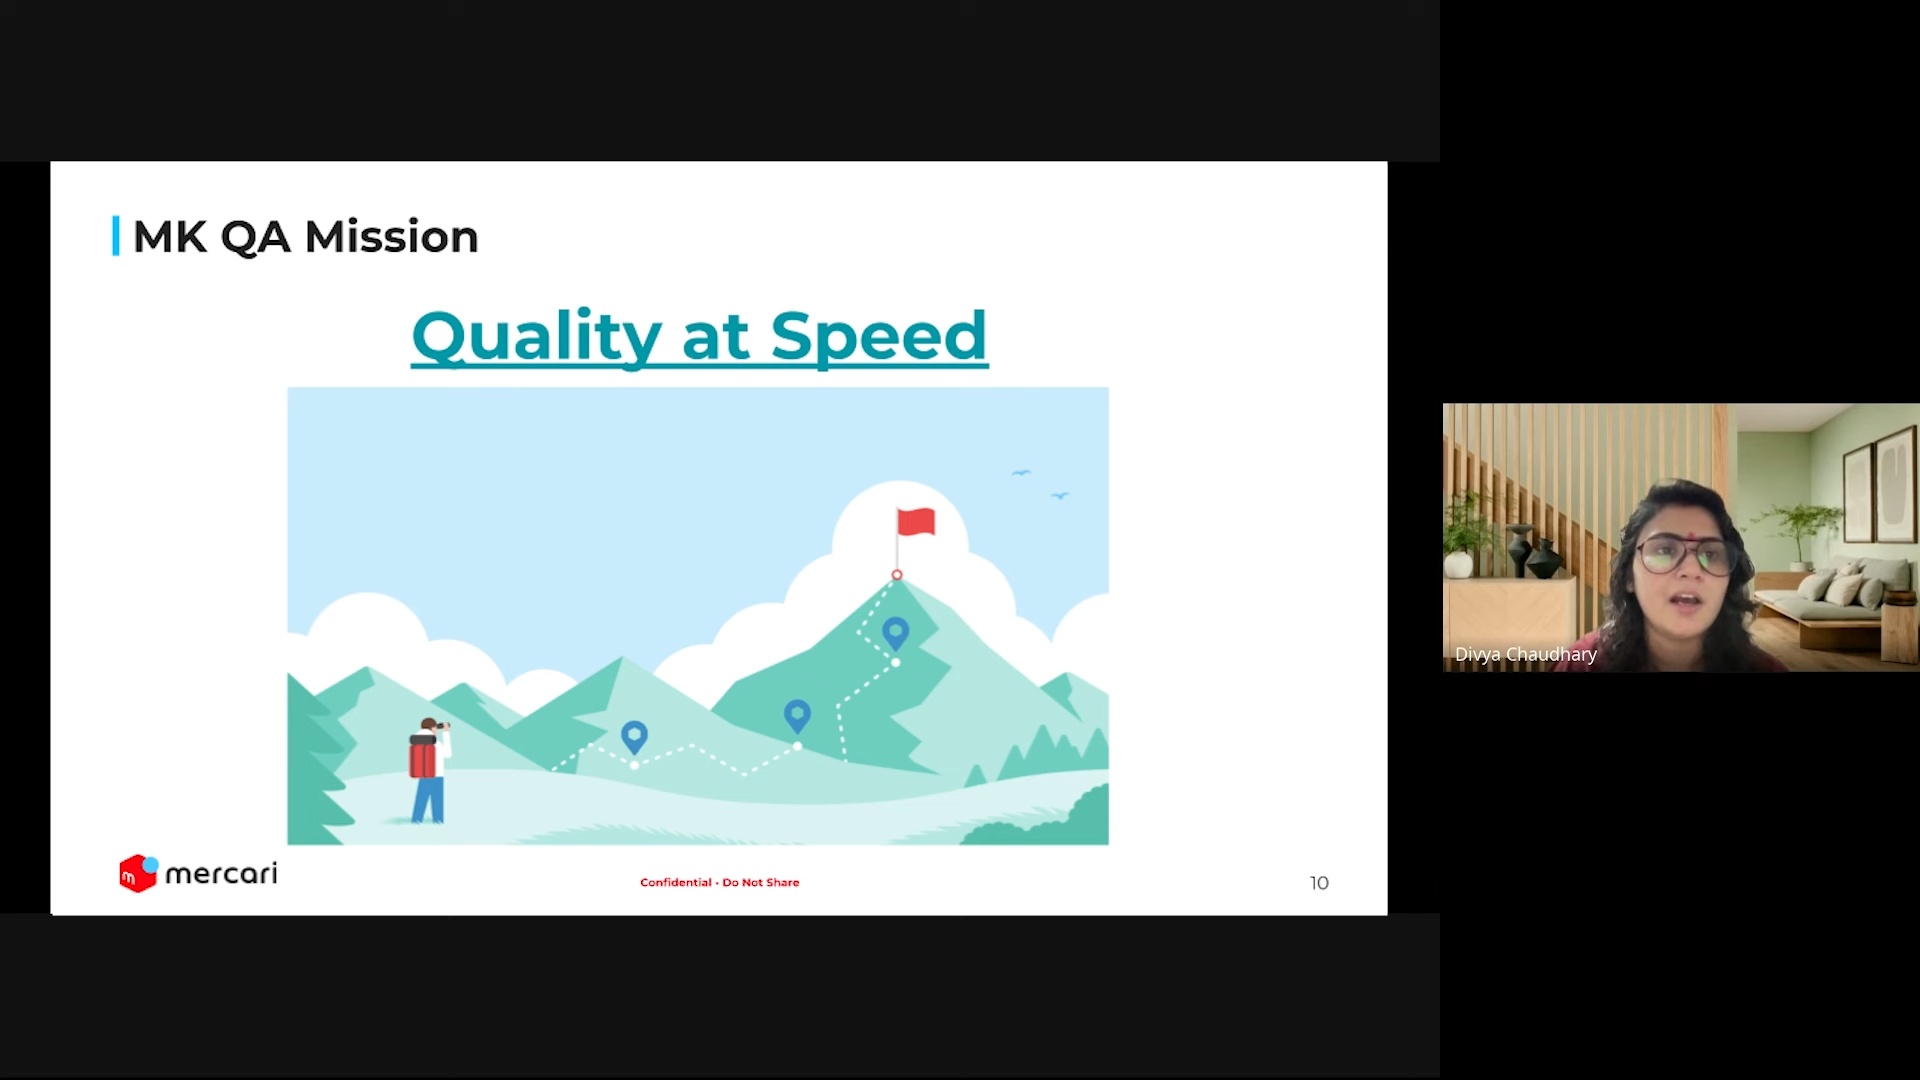 MK QA Mission
Quality at Speed
mercari
Confidential - Do Not Share
10
Divya Chaudhary